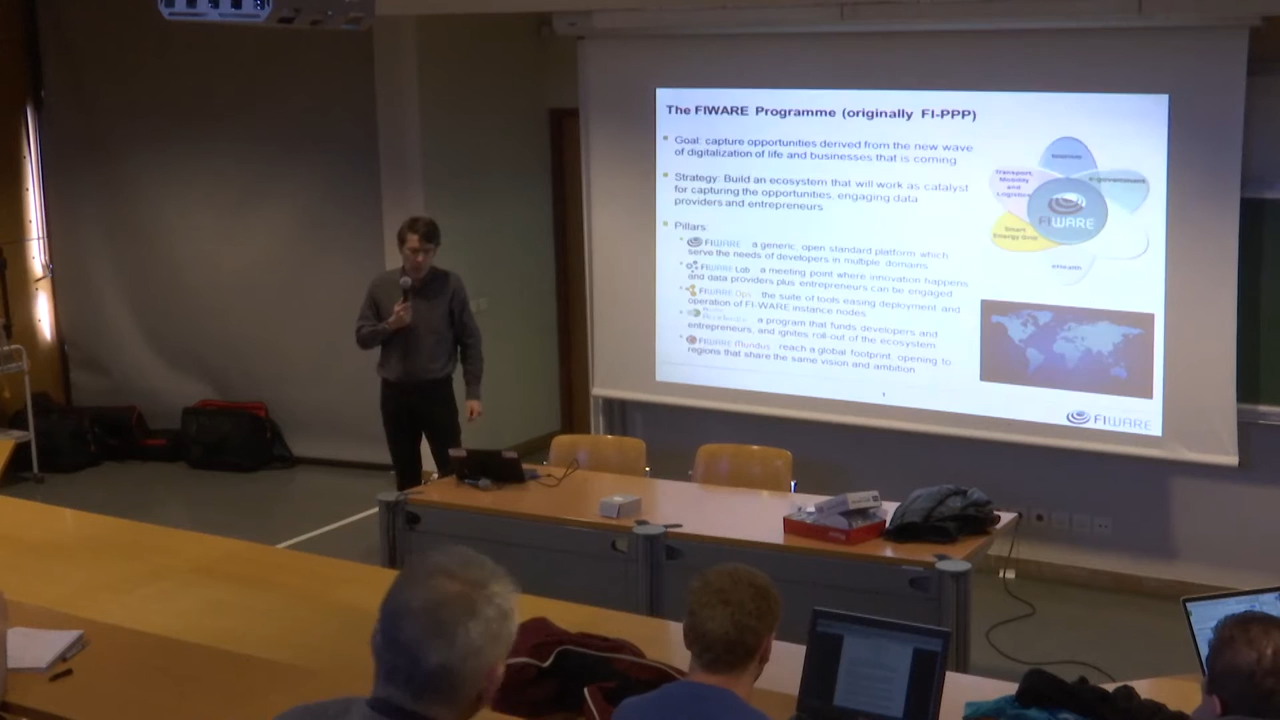 The FIWARE Programme (originally FI-PPP)
Goal: capture opportunities derived from the new wave
of digitalization of life and businesses that is coming
Strategy: Build an ecosystem that will work as catalyst
for capturing the opportunities, engaging data
providers and entrepreneurs
Pillars:
FIWARE a generic, open standard platform which
serve the needs of developers in multiple domains
FIWARE Lab a meeting point where innovation happens
and data providers plus entrepreneurs can be engaged
FIWARE Ops the suite of tools easing deployment and
operation of FI-WARE instance nodes
a program that funds developers and
entrepreneurs, and ignites roll-out of the ecosystem
FIWARE Mundus reach a global footprint, opening to
regions that share the same vision and ambition
Transport,
Mobility
and
Logistics
e-government
FIWARE
Smart
Energy Grid
eHealth
1
FIWARE